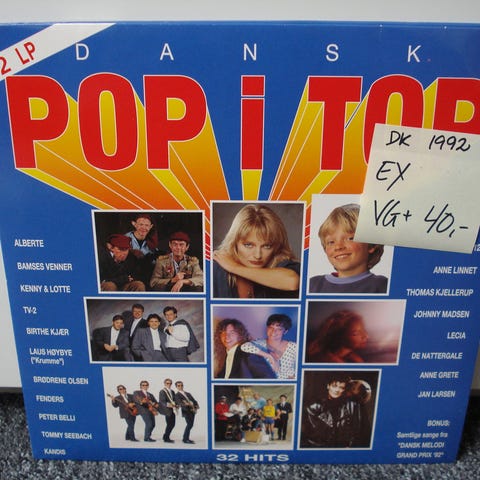 2 LP
DANSK
POP i TOP
DK 1992
EX
VG+ 40,-
ALBERTE
BAMSES VENNER
KENNY & LOTTE
TV-2
BIRTHE KJÆR
LAUS HØYBYE
("Krumme")
BRØDRENE OLSEN
FENDERS
PETER BELLI
TOMMY SEEBACH
KANDIS
ANNE LINNET
THOMAS KJELLERUP
JOHNNY MADSEN
LECIA
DE NATTERGALE
ANNE GRETE
JAN LARSEN
BONUS:
Samtlige sange fra
"DANSK MELODI
GRAND PRIX '92"
32 HITS